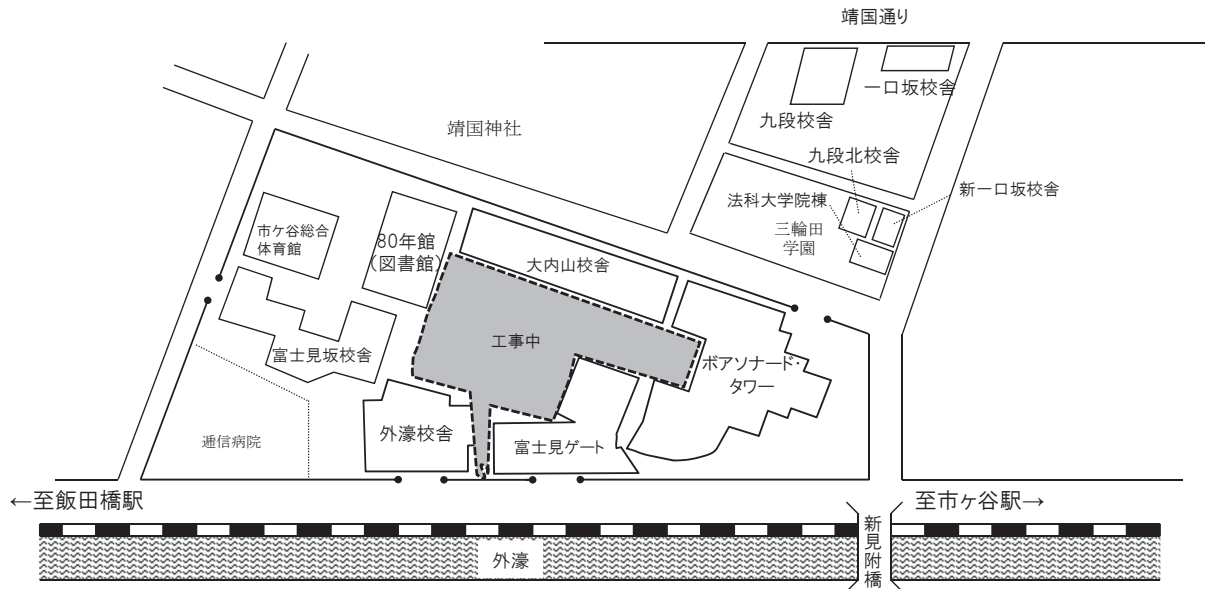 靖国通り
一口坂校舎
九段校舎
靖国神社
九段北校舎
新一口坂校舎
法科大学院棟
三輪田
学園
市ケ谷総合
体育館
80年館
(図書館)
大内山校舎
工事中
富士見坂校舎
ボアソナード・
タワー
外濠校舎
富士見ゲート
逓信病院
←至飯田橋駅
至市ヶ谷駅→
新見附橋
外濠